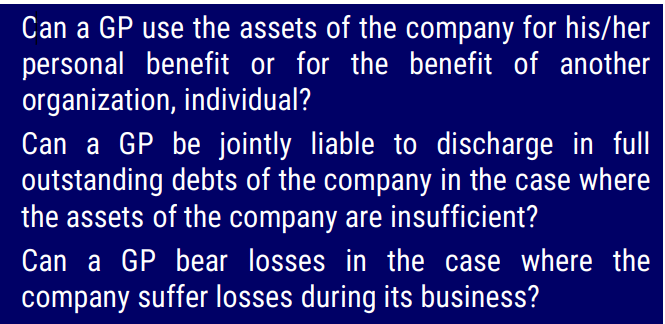 Can a GP use the assets of the company for his/her
personal benefit or for the benefit of another
organization, individual?
Can a GP be jointly liable to discharge in full
outstanding debts of the company in the case where
the assets of the company are insufficient?
Can a GP bear losses in the case where the
company suffer losses during its business?